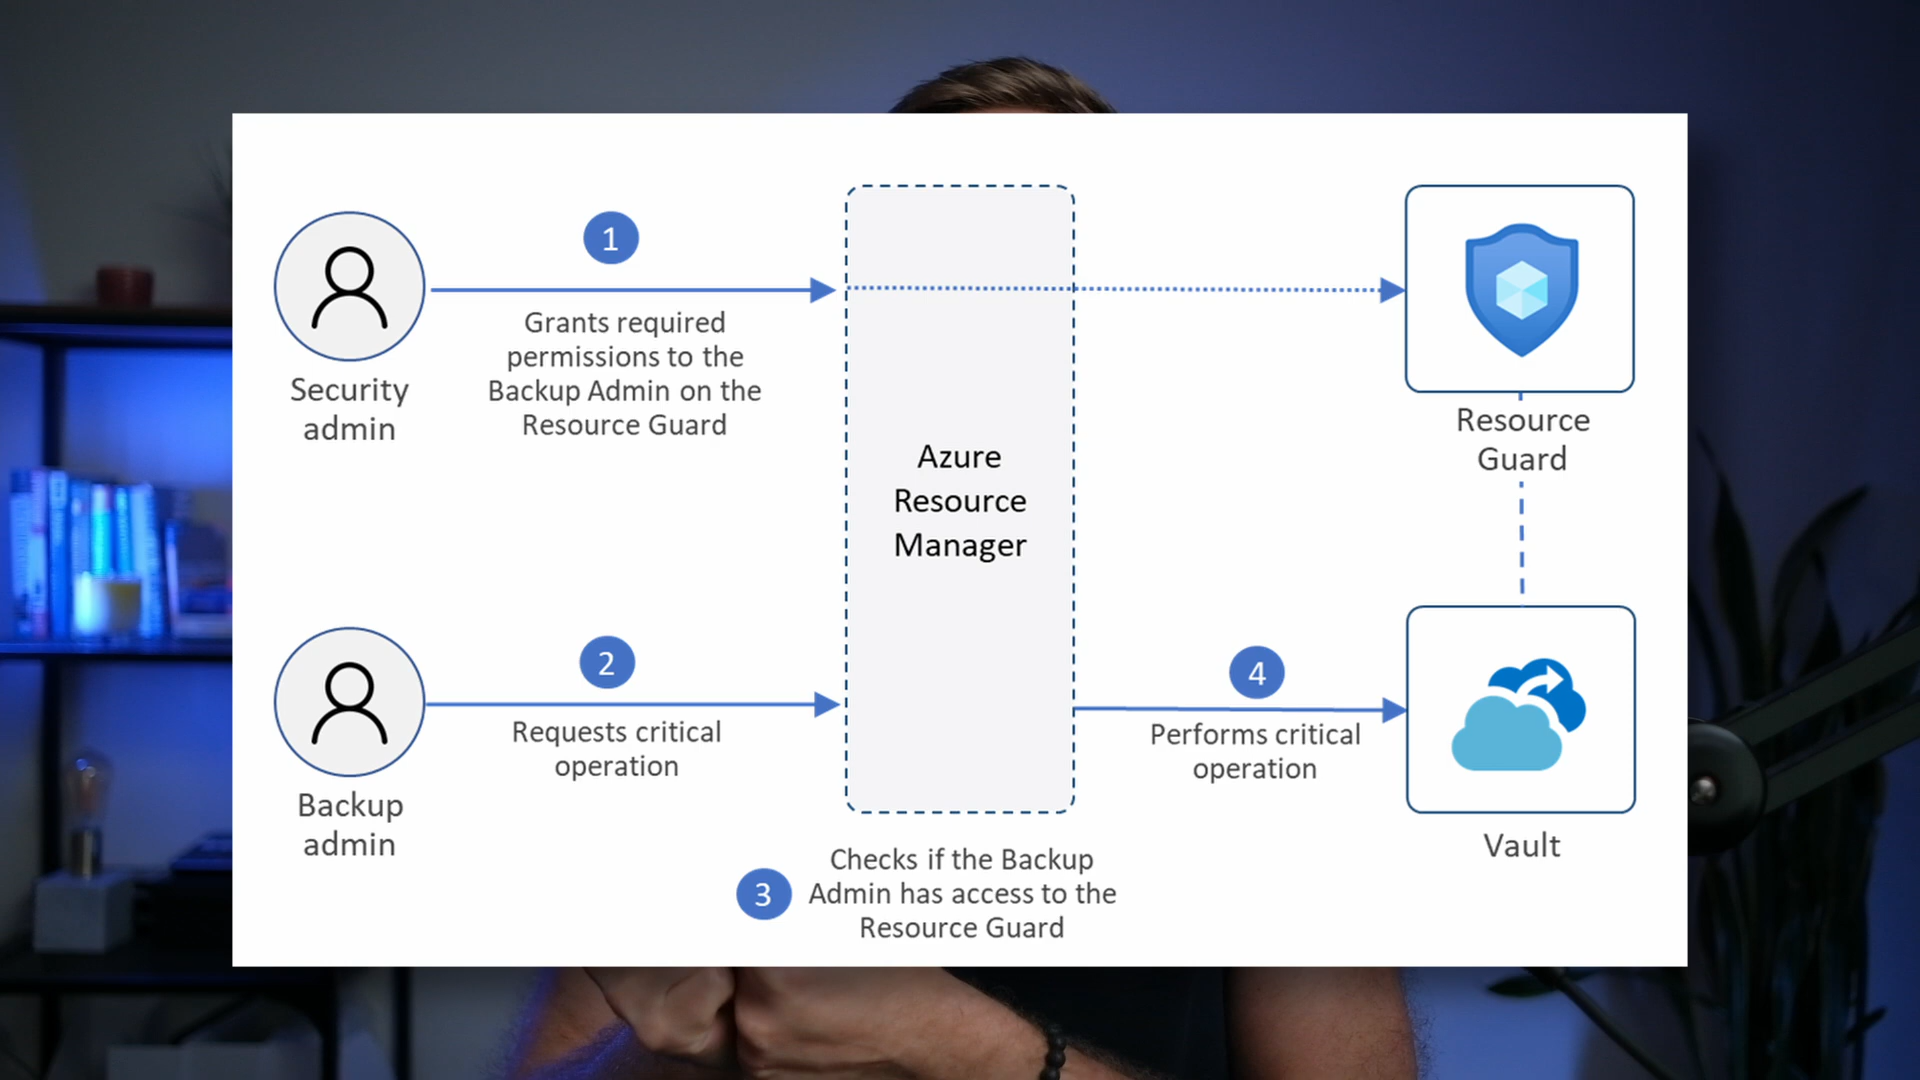 1
Grants required
permissions to the
Backup Admin on the
Resource Guard
Security
admin
Azure
Resource
Manager
Resource
Guard
2
Requests critical
operation
Backup
admin
4
Performs critical
operation
Vault
3
Checks if the Backup
Admin has access to the
Resource Guard